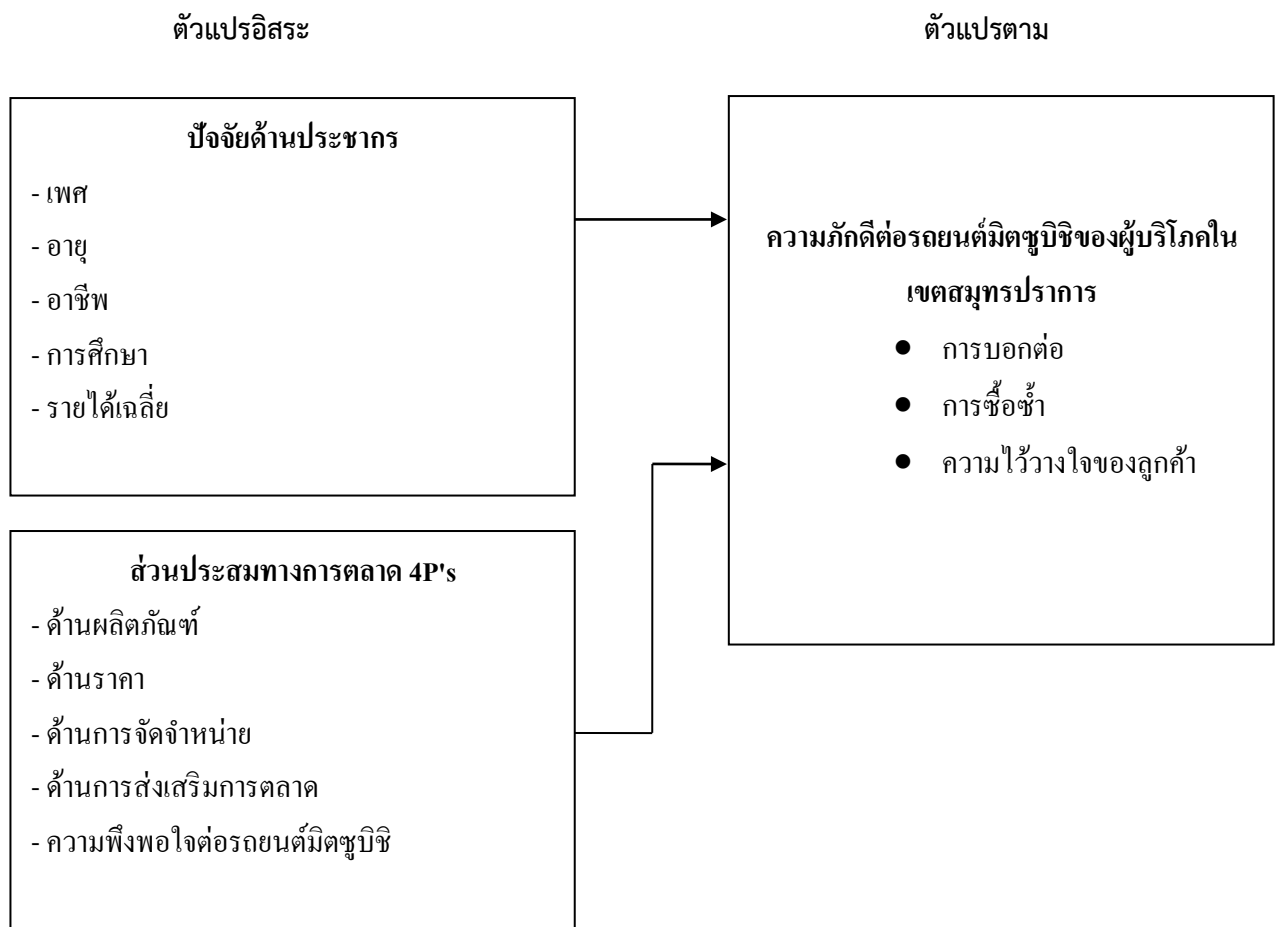 ตัวแปรอิสระ
ตัวแปรตาม
ปัจจัยด้านประชากร
- เพศ
- อายุ
- อาชีพ
- การศึกษา
- รายได้เฉลี่ย
ส่วนประสมทางการตลาด 4P's
- ด้านผลิตภัณฑ์
- ด้านราคา
- ด้านการจัดจำหน่าย
- ด้านการส่งเสริมการตลาด
- ความพึงพอใจต่อรถยนต์มิตซูบิชิ
ความภักดีต่อรถยนต์มิตซูบิชิของผู้บริโภคใน
เขตสมุทรปราการ
● การบอกต่อ
● การซื้อซ้ำ
● ความไว้วางใจของลูกค้า